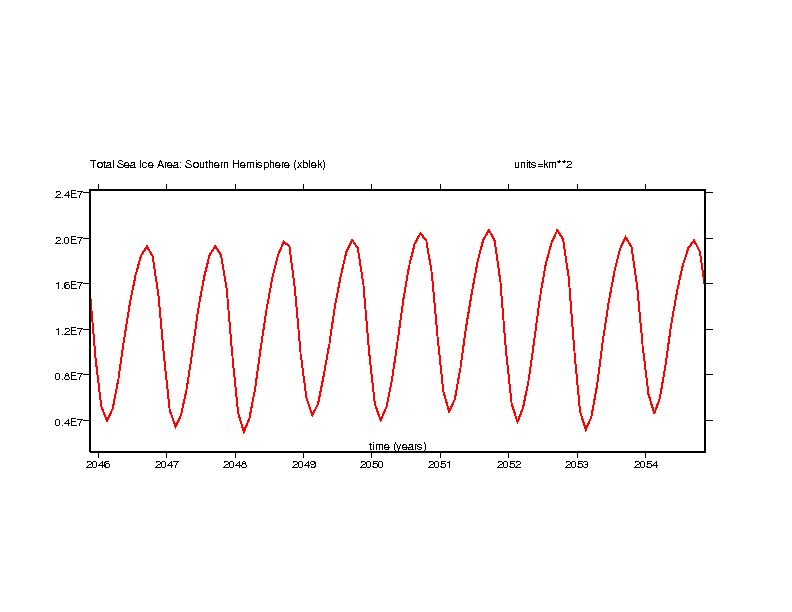 Total Sea Ice Area: Southern Hemisphere (xblek) units=km**2
2.4E7
2.0E7
1.6E7
1.2E7
0.8E7
0.4E7
time (years)
2046 2047 2048 2049 2050 2051 2052 2053 2054